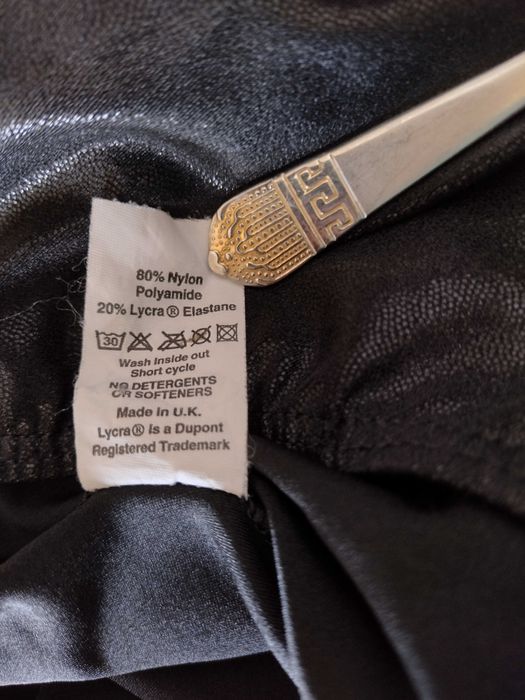 80% Nylon
Polyamide
20% Lycra® Elastane
30
Wash Inside out
Short cycle
NO DETERGENTS
OR SOFTENERS
Made in U.K.
Lycra® is a Dupont
Registered Trademark